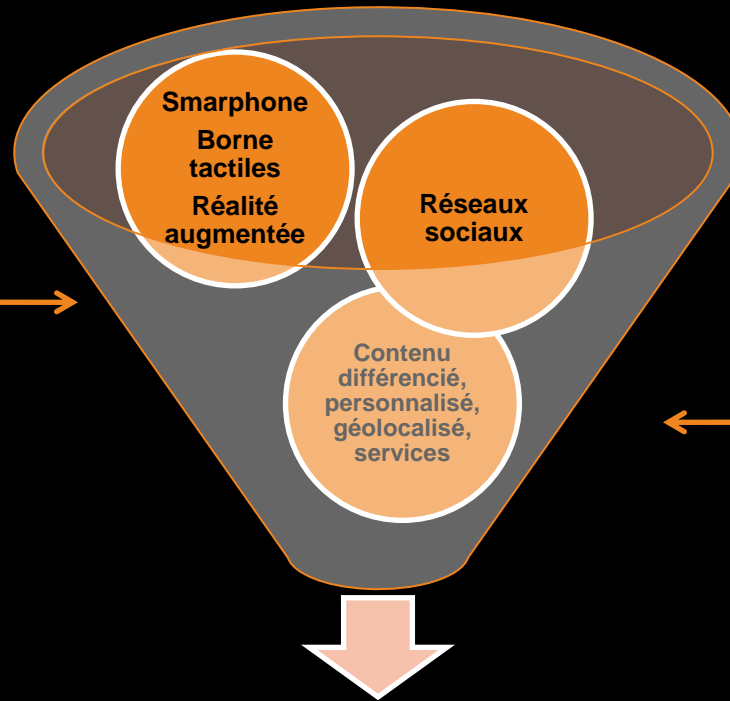 Smarphone
Borne
tactiles
Réalité
augmentée
Réseaux
sociaux
Contenu
différencié,
personnalisé,
géolocalisé,
services